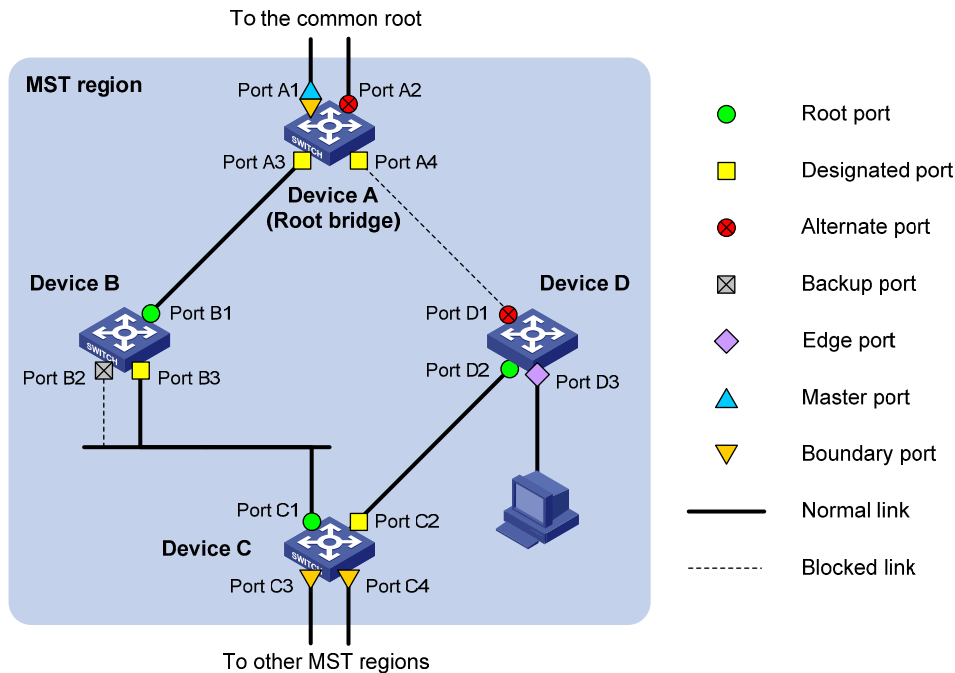 To the common root
MST region
Port A1
Port A2
SWITCH
Port A3
Port A4
Device A
(Root bridge)
Device B
Port B1
SWITCH
Port B2
Port B3
Device D
Port D1
Port D2
Port D3
Port C1
Port C2
Device C
SWITCH
Port C3
Port C4
To other MST regions
Root port
Designated port
Alternate port
Backup port
Edge port
Master port
Boundary port
Normal link
Blocked link